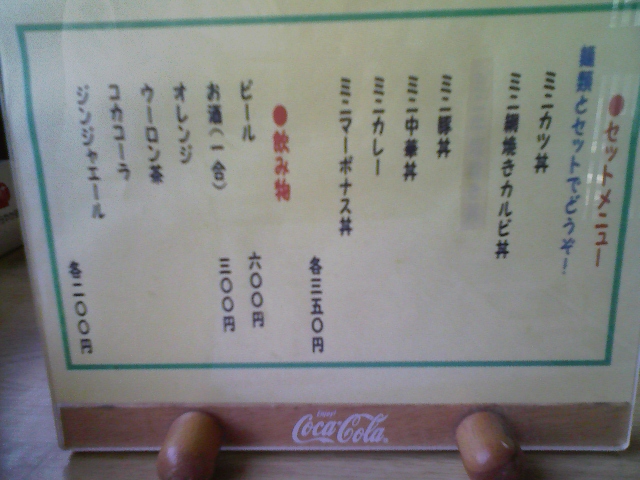 ●セットメニュー
麺類とセットでどうぞ！
ミニカツ丼
ミニ網焼きカルビ丼
ミニ豚丼
ミニ中華丼
ミニカレー
ミニマーボナス丼
各三五〇円
●飲み物
ビール 六〇〇円
お酒（一合） 三〇〇円
オレンジ
ウーロン茶
コカコーラ
ジンジャエール
各二〇〇円
Enjoy
Coca-Cola